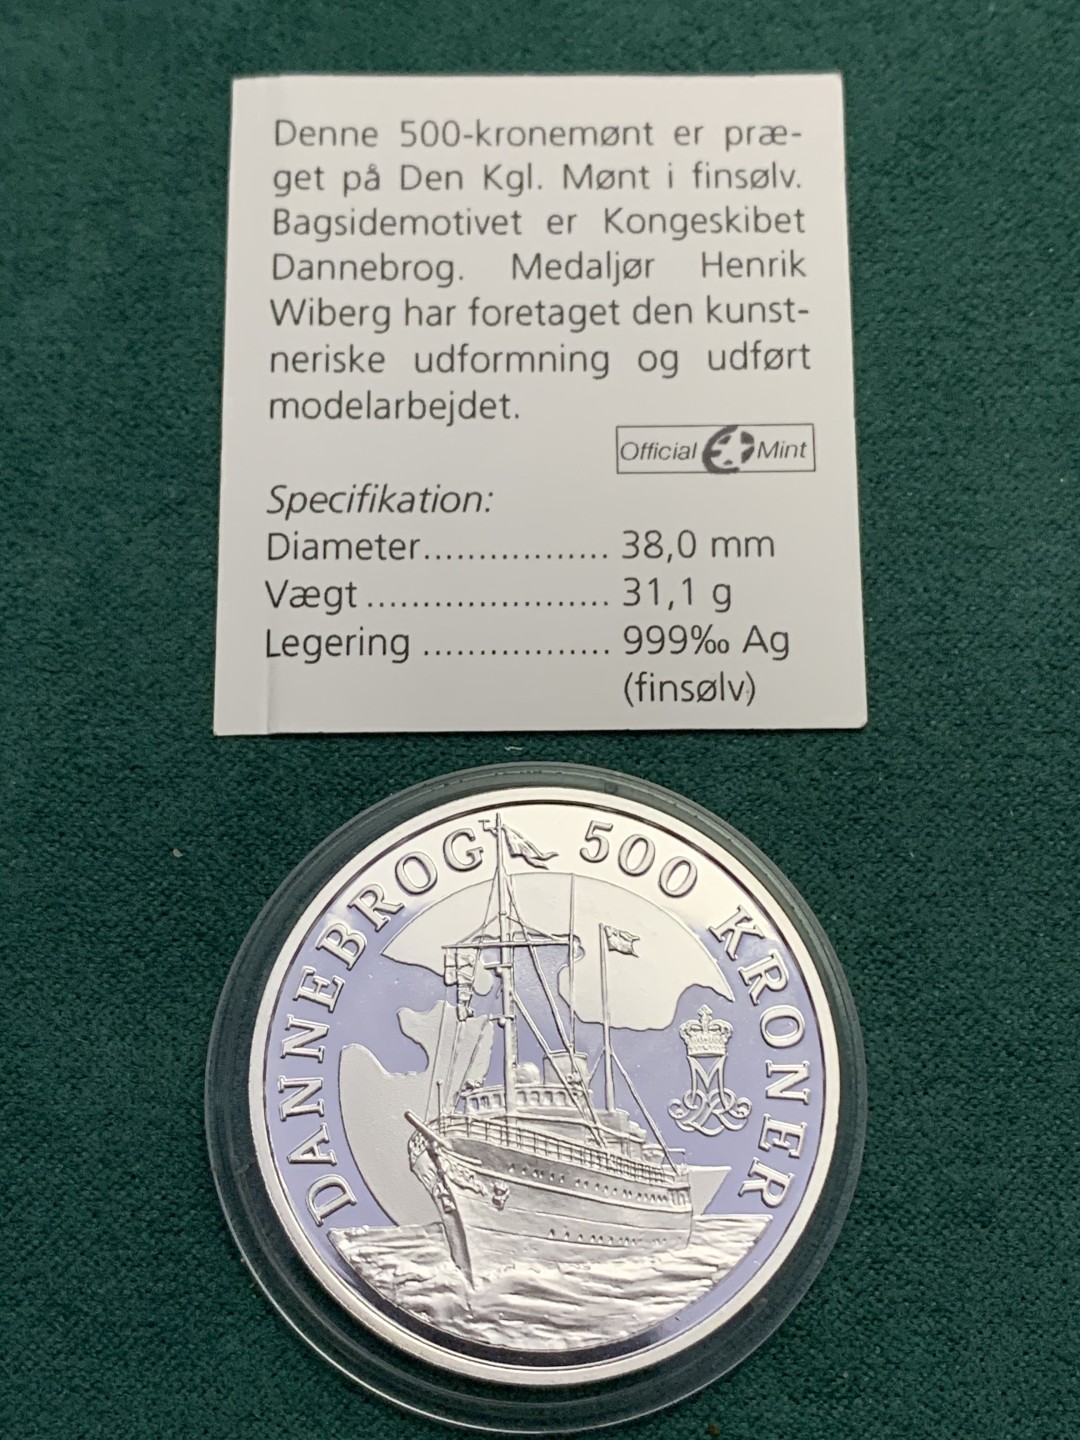 Denne 500-kronemønt er præ-
get på Den Kgl. Mønt i finsølv.
Bagsidemotivet er Kongeskibet
Dannebrog. Medaljør Henrik
Wiberg har foretaget den kunst-
neriske udformning og udført
modelarbejdet.
Official Mint
Specifikation:
Diameter................. 38,0 mm
Vægt ...................... 31,1 g
Legering ................. 999‰ Ag
(finsølv)
DANNEBROG 500 KRONER